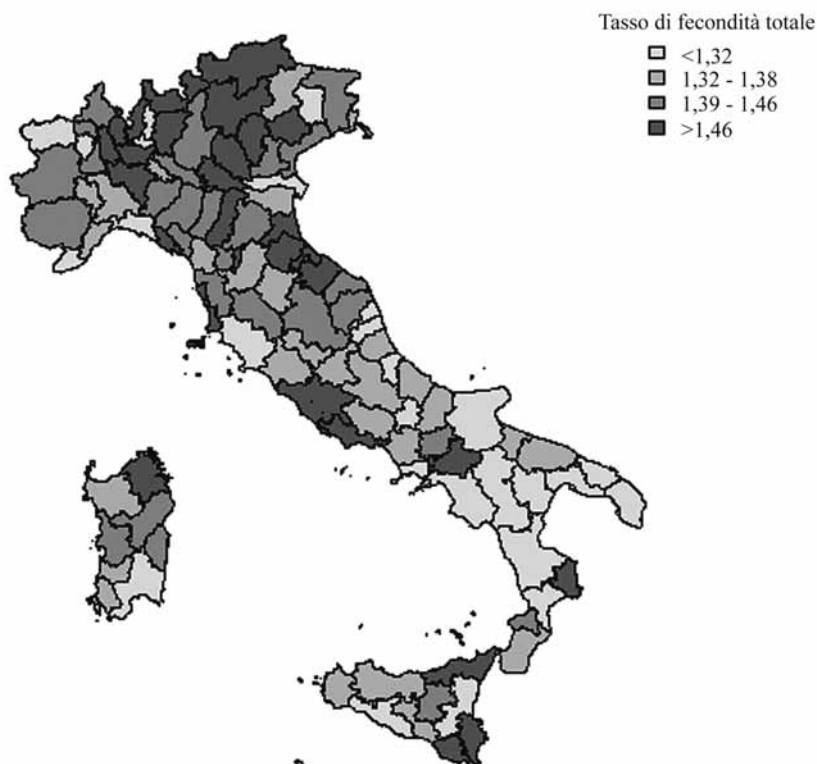 Tasso di fecondità totale
<1,32
1,32 - 1,38
1,39 - 1,46
>1,46